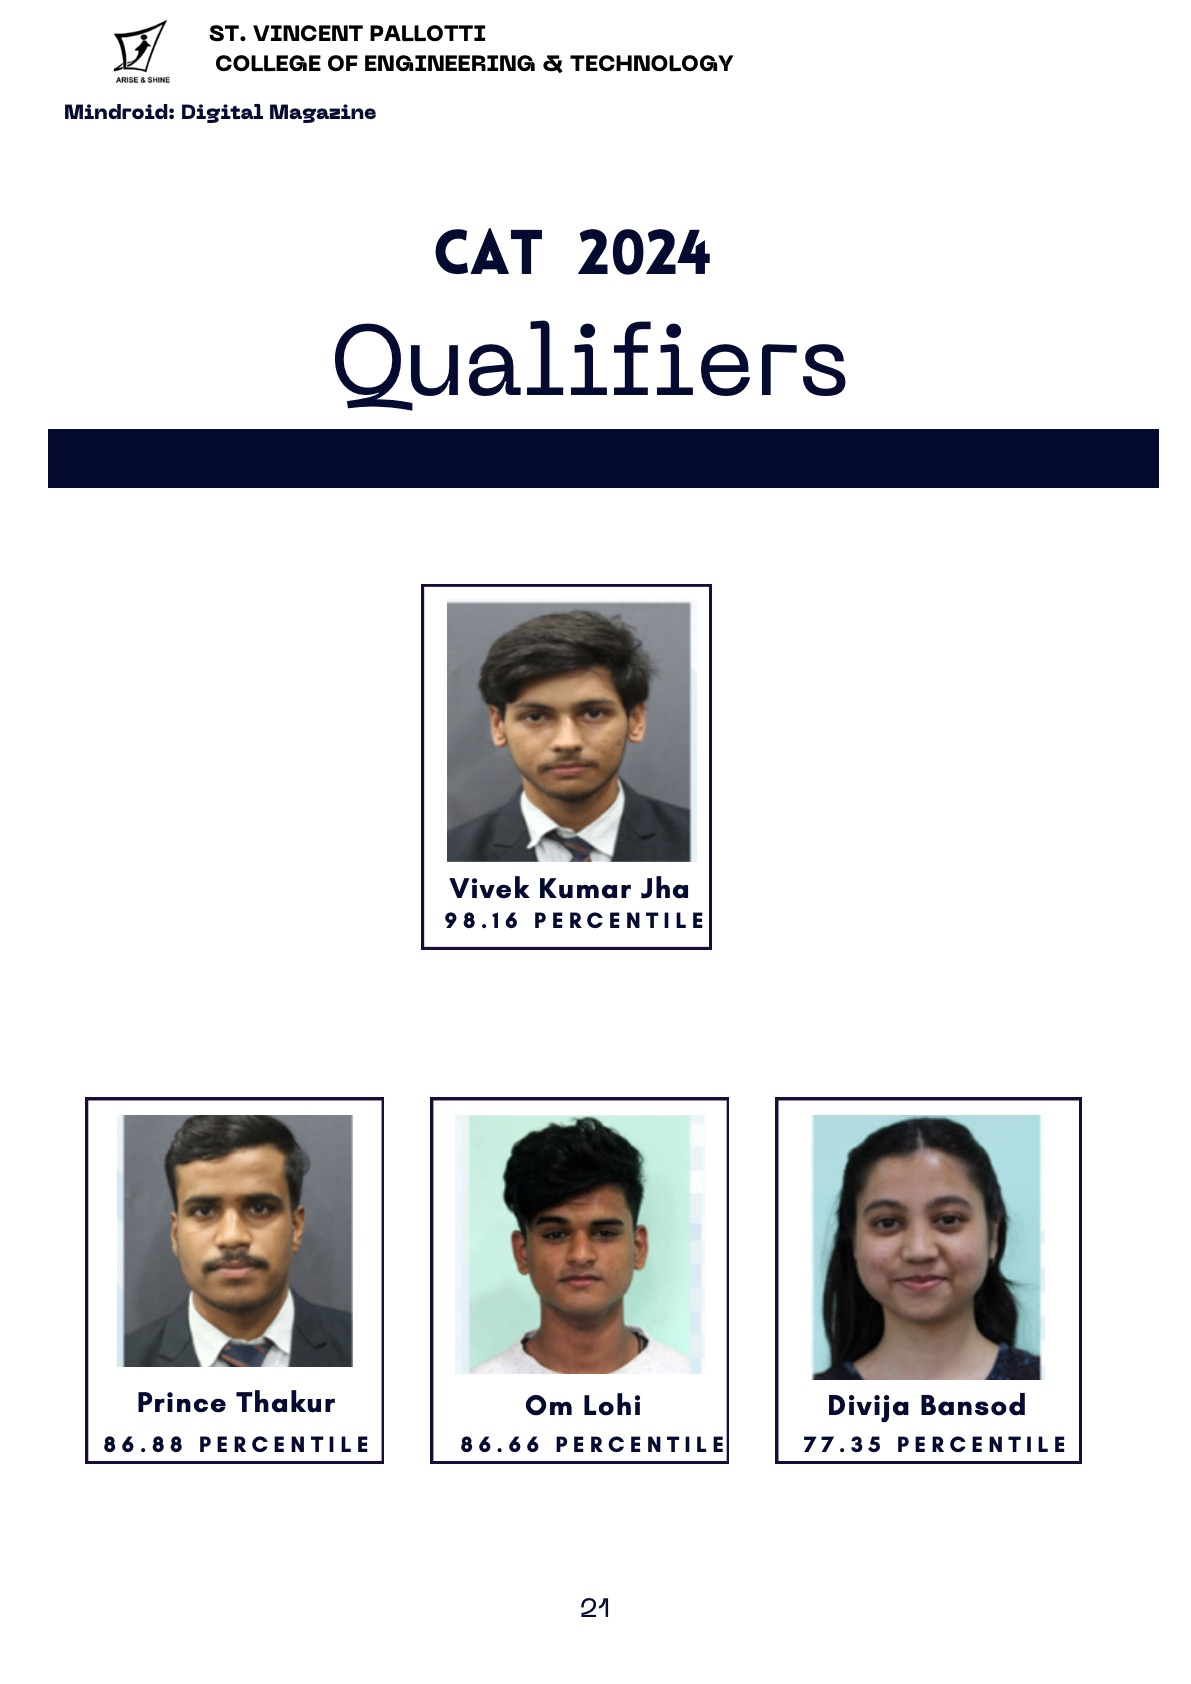 ST. VINCENT PALLOTTI
COLLEGE OF ENGINEERING & TECHNOLOGY
ARISE & SHINE
Mindroid: Digital Magazine
CAT 2024
Qualifiers
Vivek Kumar Jha
98.16 PERCENTILE
Prince Thakur
86.88 PERCENTILE
Om Lohi
86.66 PERCENTILE
Divija Bansod
77.35 PERCENTILE
21